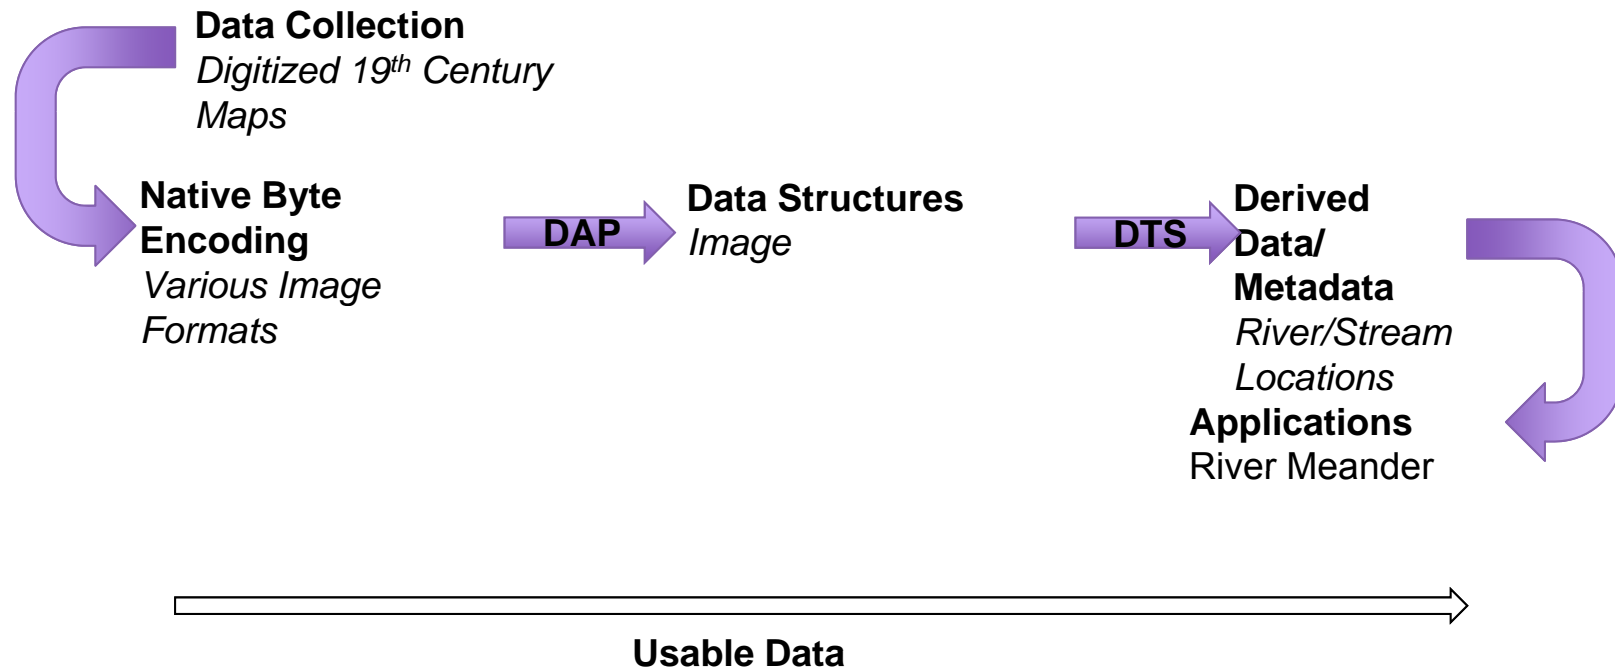 Data Collection
Digitized 19th Century
Maps
Native Byte
Encoding
Various Image
Formats
DAP
Data Structures
Image
DTS
Derived
Data/
Metadata
River/Stream
Locations
Applications
River Meander
Usable Data